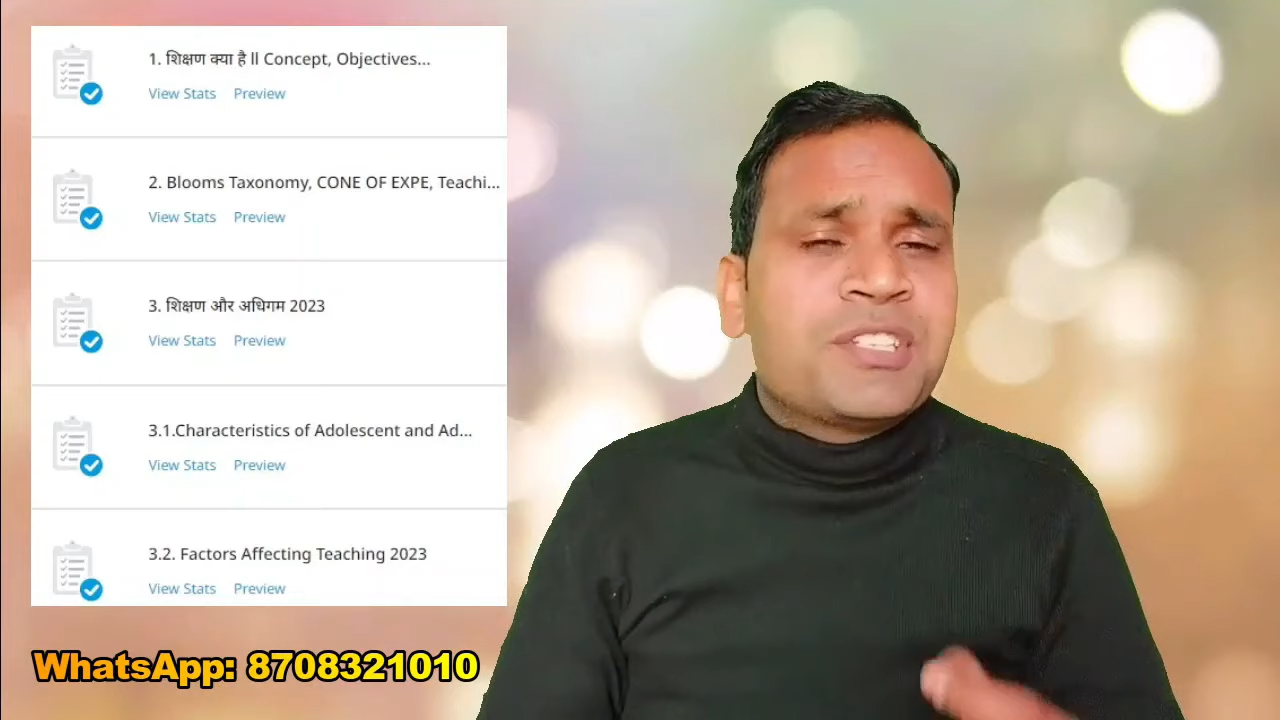 1. शिक्षण क्या है ll Concept, Objectives...
View Stats Preview
2. Blooms Taxonomy, CONE OF EXPE, Teachi...
View Stats Preview
3. शिक्षण और अधिगम 2023
View Stats Preview
3.1.Characteristics of Adolescent and Ad...
View Stats Preview
3.2. Factors Affecting Teaching 2023
View Stats Preview
WhatsApp: 8708321010